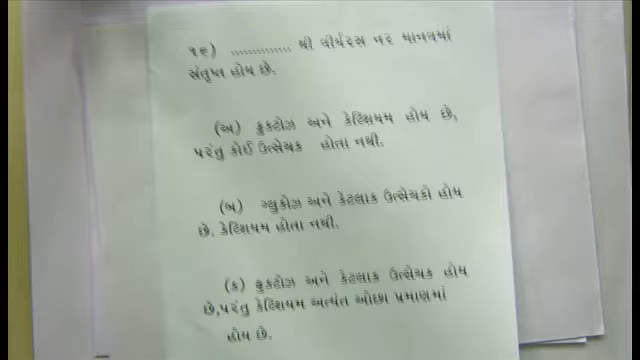 ૧૯) .............. થી વીર્યરસ નર માનવમાં
સંતૃપ્ત હોય છે.
(અ) ફ્રુક્ટોઝ અને કેલ્શિયમ હોય છે,
પરંતુ કોઈ ઉત્સેચક હોતા નથી.
(બ) ગ્લુકોઝ અને કેટલાક ઉત્સેચકો હોય
છે, કેલ્શિયમ હોતા નથી.
(ક) ફ્રુક્ટોઝ અને કેટલાક ઉત્સેચક હોય
છે,પરંતુ કેલ્શિયમ અત્યંત ઓછા પ્રમાણમાં
હોય છે.